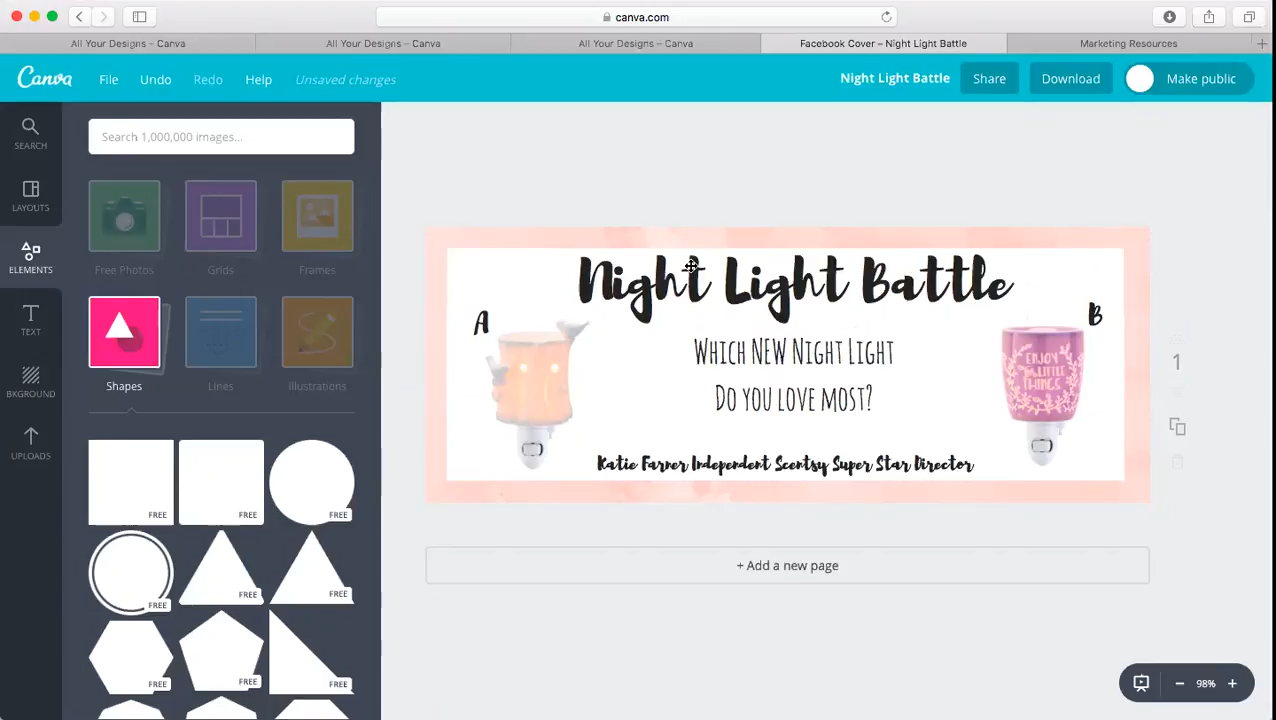 canva.com
All Your Designs – Canva
All Your Designs – Canva
All Your Designs – Canva
Facebook Cover – Night Light Battle
Marketing Resources
Canva
File
Undo
Redo
Help
Unsaved changes
Night Light Battle
Share
Download
Make public
SEARCH
LAYOUTS
ELEMENTS
TEXT
BKGROUND
UPLOADS
Search 1,000,000 images...
Free Photos
Grids
Frames
Shapes
Lines
Illustrations
FREE
FREE
FREE
FREE
FREE
FREE
FREE
FREE
FREE
Night Light Battle
A
B
Which NEW Night Light
Do you love most?
ENJOY
the LITTLE
THINGS
Katie Farner Independent Scentsy Super Star Director
1
+ Add a new page
98%